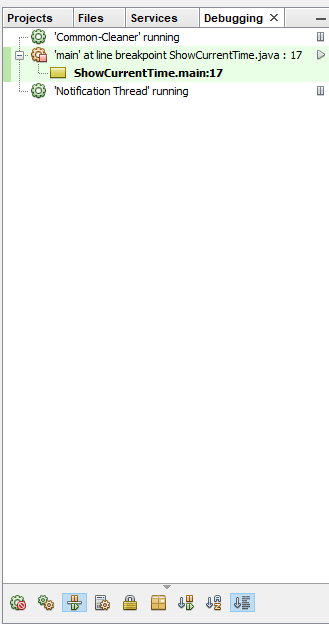 Projects Files Services Debugging
'Common-Cleaner' running
'main' at line breakpoint ShowCurrentTime.java : 17
ShowCurrentTime.main:17
'Notification Thread' running